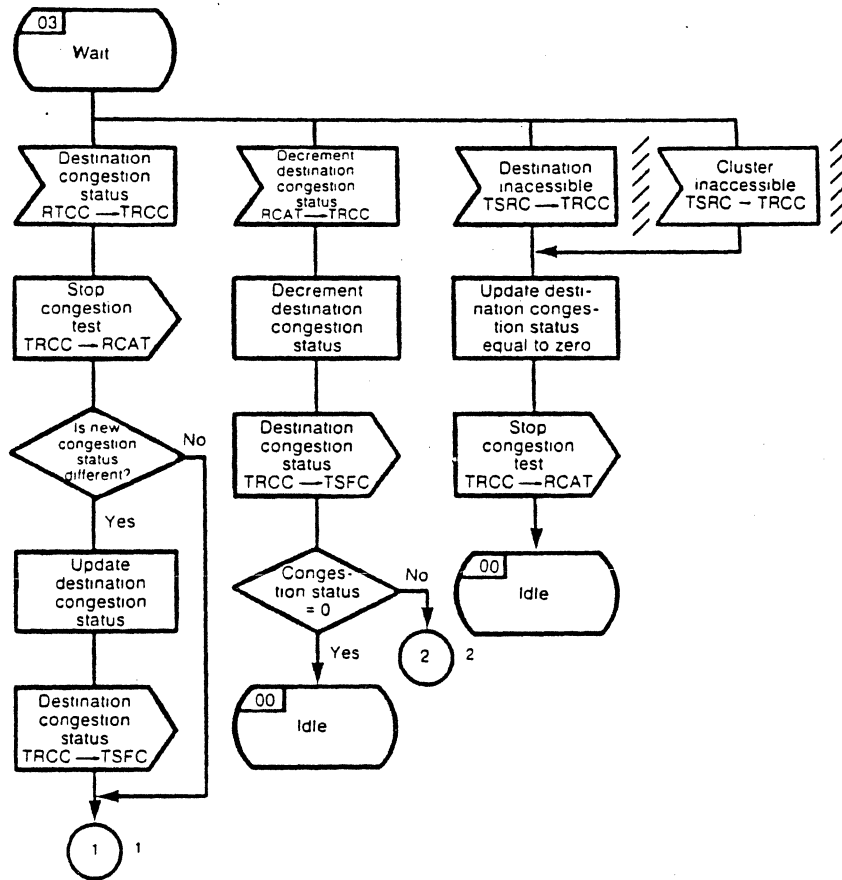 03
Wait
Destination
congestion
status
RTCC → TRCC
Decrement
destination
congestion
status
RCAT → TRCC
Destination
inacessible
TSRC → TRCC
Cluster
inaccessible
TSRC → TRCC
Stop
congestion
test
TRCC → RCAT
Decrement
destination
congestion
status
Update desti-
nation conges-
tion status
equal to zero
Is new
congestion
status
different?
No
Yes
Destination
congestion
status
TRCC → TSFC
Stop
congestion
test
TRCC → RCAT
Update
destination
congestion
status
Conges-
tion status
= 0
No
Yes
2
2
00
Idle
Destination
congestion
status
TRCC → TSFC
00
Idle
1
1